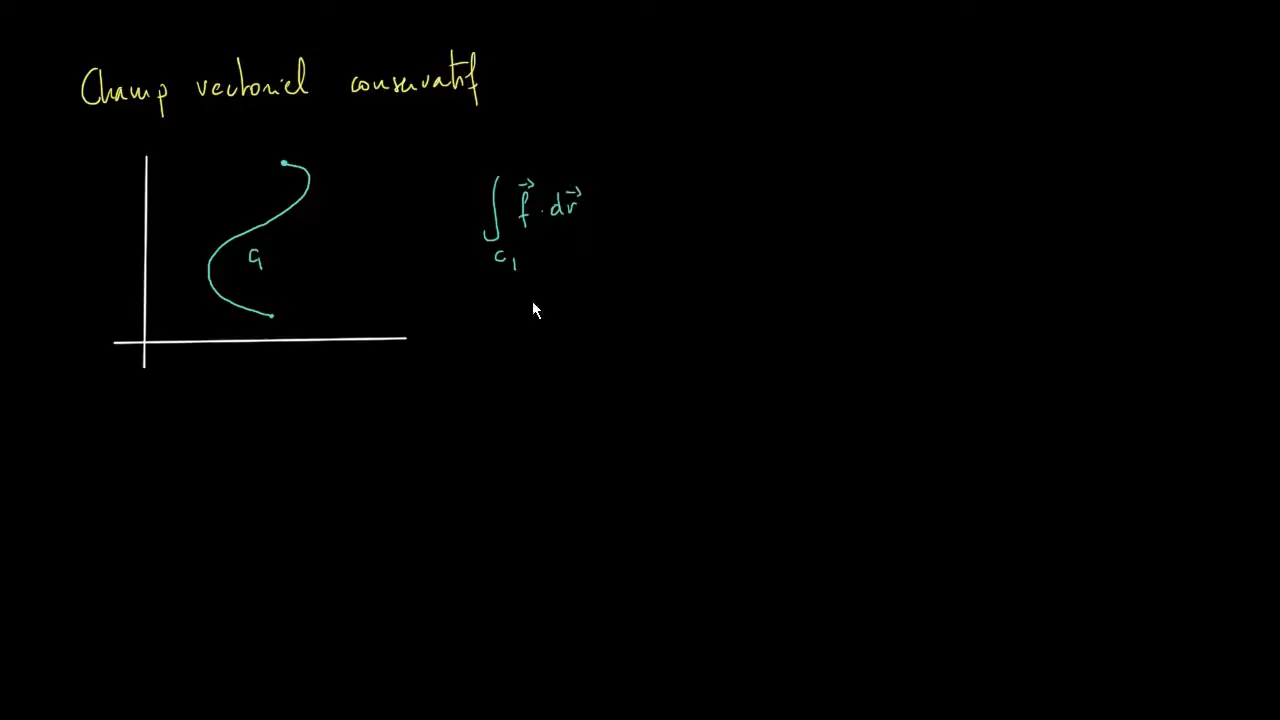 Champ vectoriel conservatif
C₁
∫ f⃗ · dr⃗
C₁